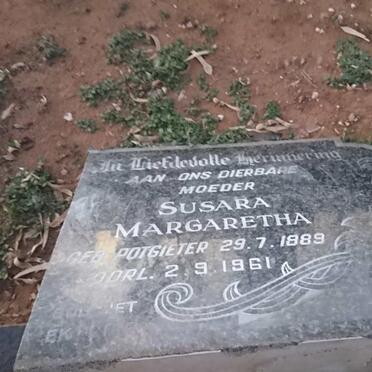 In Liefdevolle Herinnering
AAN ONS DIERBARE
MOEDER
SUSARA
MARGARETHA
GEB. POTGIETER 29.7.1889
OORL. 2.9.1961